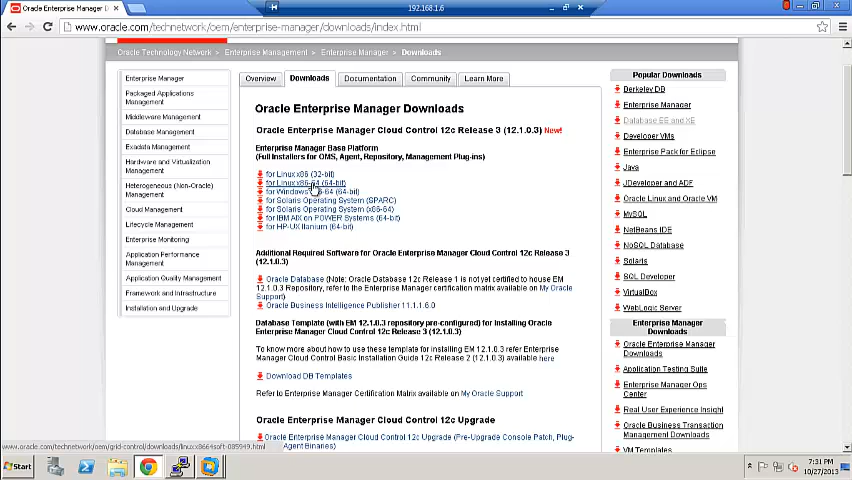 Oracle Enterprise Manager D
192.168.1.6
www.oracle.com/technetwork/oem/enterprise-manager/downloads/index.html
Oracle Technology Network > Enterprise Management > Enterprise Manager > Downloads
Enterprise Manager
Packaged Applications
Management
Middleware Management
Database Management
Exadata Management
Hardware and Virtualization
Management
Heterogeneous (Non-Oracle)
Management
Cloud Management
Lifecycle Management
Enterprise Monitoring
Application Performance
Management
Application Quality Management
Framework and Infrastructure
Installation and Upgrade
Overview
Downloads
Documentation
Community
Learn More
Oracle Enterprise Manager Downloads
Oracle Enterprise Manager Cloud Control 12c Release 3 (12.1.0.3) New!
Enterprise Manager Base Platform
(Full Installers for OMS, Agent, Repository, Management Plug-ins)
for Linux x86 (32-bit)
for Linux x86-64 (64-bit)
for Windows -64 (64-bit)
for Solaris Operating System (SPARC)
for Solaris Operating System (x86-64)
for IBM AIX on POWER Systems (64-bit)
for HP-UX Itanium (64-bit)
Additional Required Software for Oracle Enterprise Manager Cloud Control 12c Release 3
(12.1.0.3)
Oracle Database (Note: Oracle Database 12c Release 1 is not yet certified to house EM
12.1.0.3 Repository, refer to the Enterprise Manager certification matrix available on My Oracle
Support)
Oracle Business Intelligence Publisher 11.1.1.6.0
Database Template (with EM 12.1.0.3 repository pre-configured) for Installing Oracle
Enterprise Manager Cloud Control 12c Release 3 (12.1.0.3)
To know more about how to use these template for installing EM 12.1.0.3 refer Enterprise
Manager Cloud Control Basic Installation Guide 12c Release 2 (12.1.0.3) available here
Download DB Templates
Refer to Enterprise Manager Certification Matrix available on My Oracle Support
Oracle Enterprise Manager Cloud Control 12c Upgrade
Oracle Enterprise Manager Cloud Control 12c Upgrade (Pre-Upgrade Console Patch, Plug-
Agent Binaries)
Popular Downloads
Berkeley DB
Enterprise Manager
Database EE and XE
Developer VMs
Enterprise Pack for Eclipse
Java
JDeveloper and ADF
Oracle Linux and Oracle VM
MySQL
NetBeans IDE
NoSQL Database
Solaris
SQL Developer
VirtualBox
WebLogic Server
Enterprise Manager
Downloads
Oracle Enterprise Manager
Downloads
Application Testing Suite
Enterprise Manager Ops
Center
Real User Experience Insight
Oracle Business Transaction
Management Downloads
VM Templates
www.oracle.com/technetwork/oem/grid-control/downloads/linuxx8664soft-085949.html
Start
7:31 PM
10/27/2013